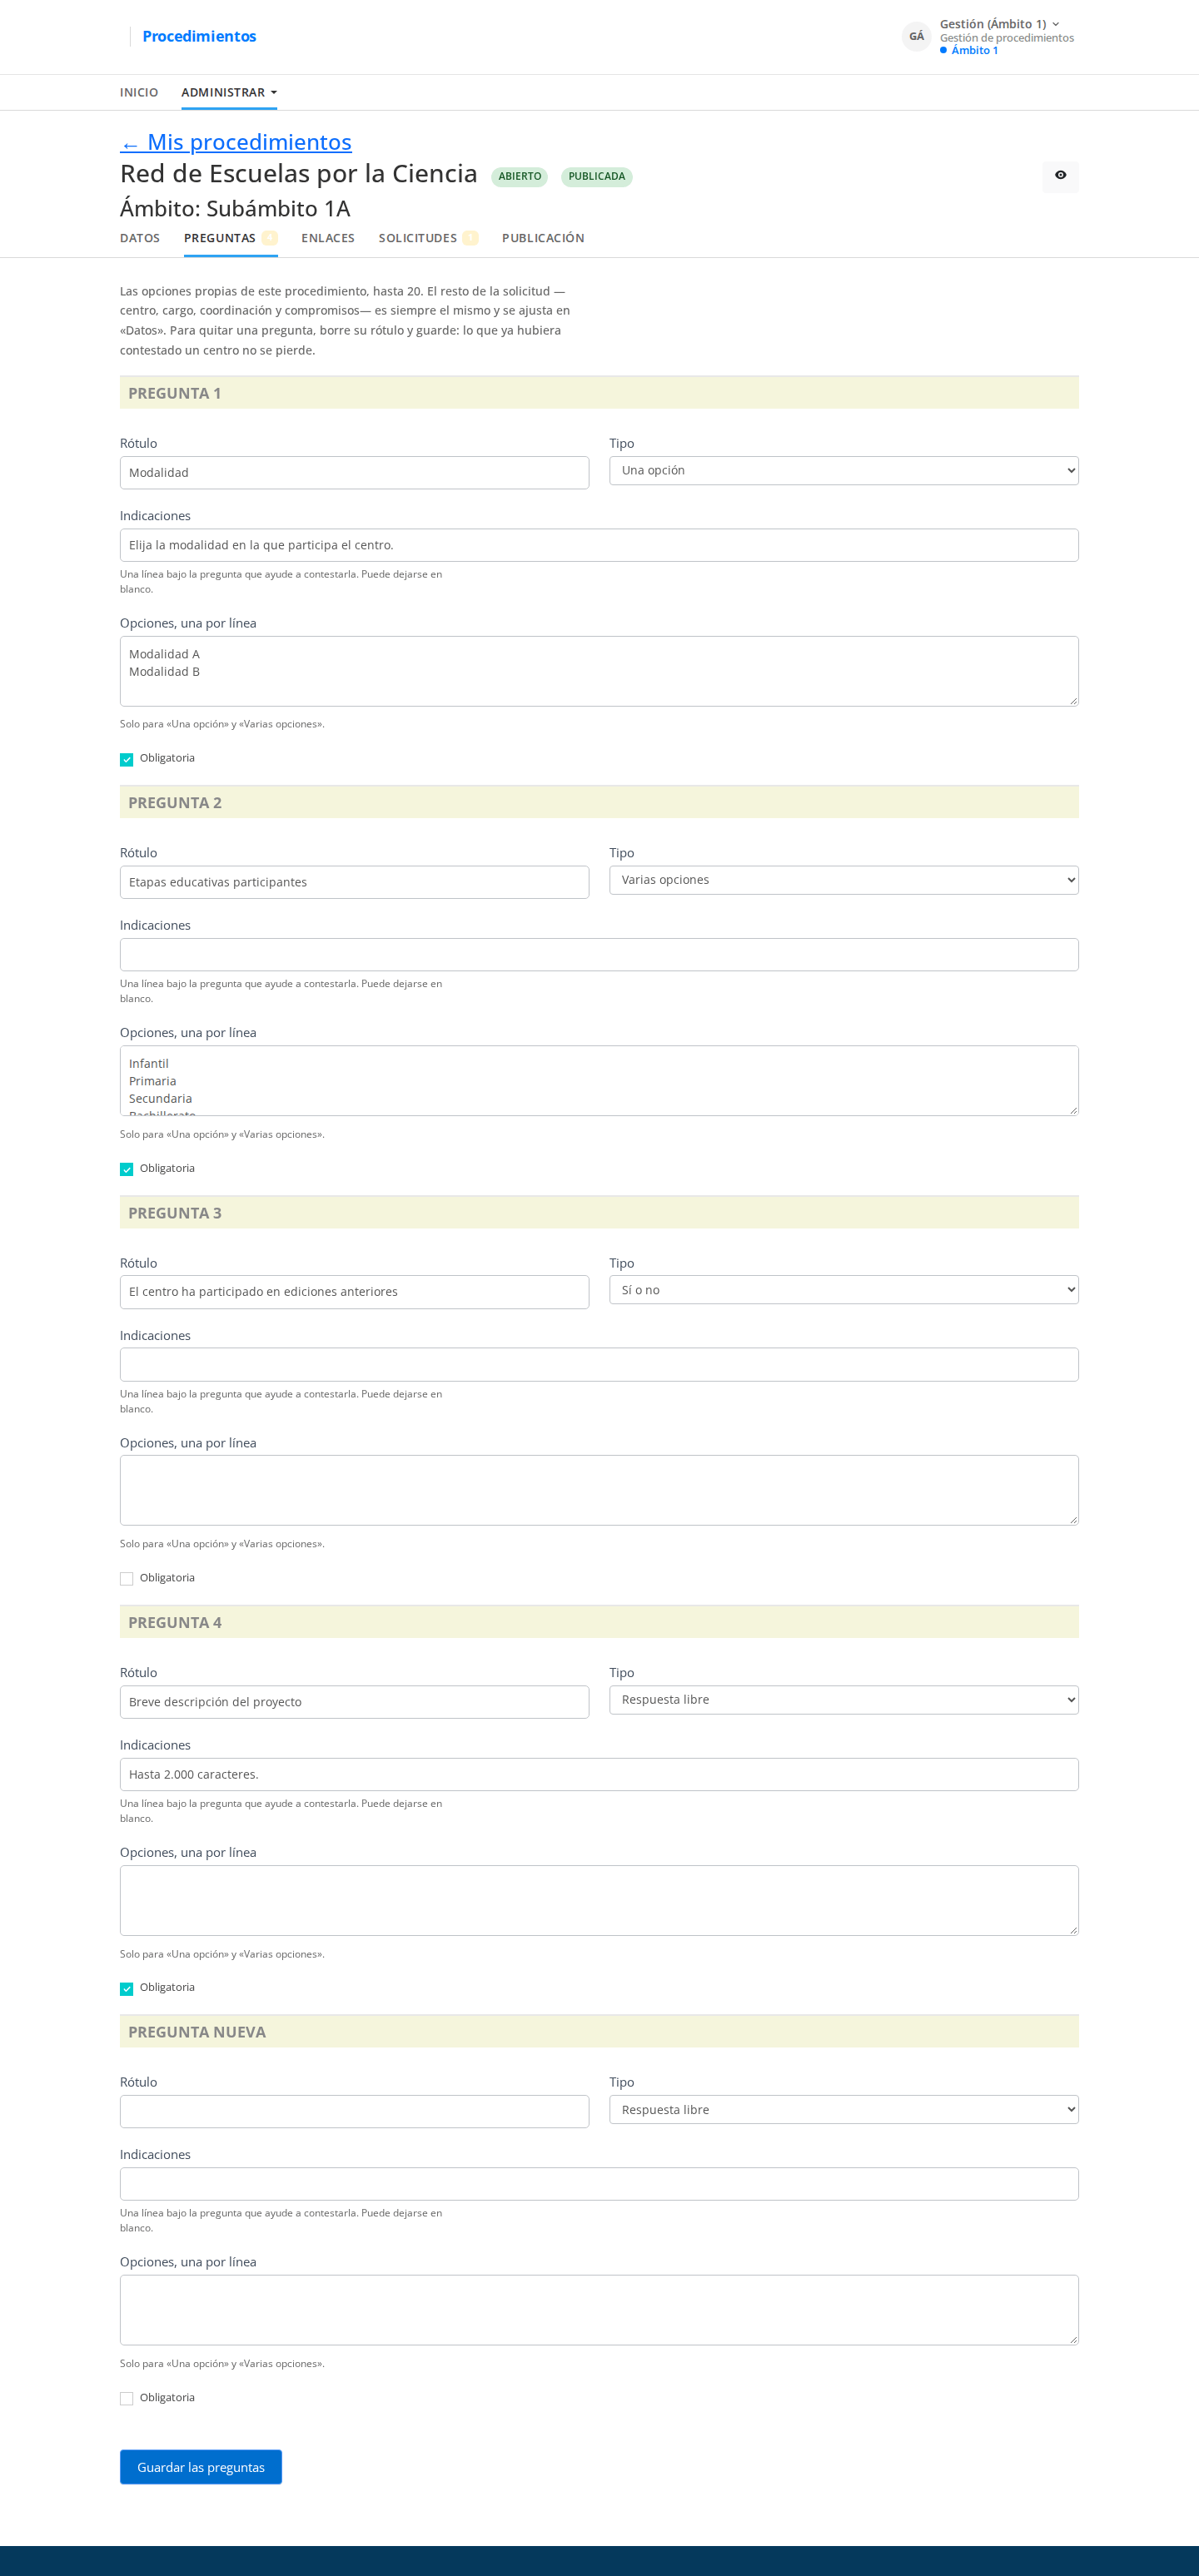 Procedimientos
GÁ
Gestión (Ámbito 1)
Gestión de procedimientos
Ámbito 1
INICIO
ADMINISTRAR
← Mis procedimientos
Red de Escuelas por la Ciencia
ABIERTO
PUBLICADA
Ámbito: Subámbito 1A
DATOS
PREGUNTAS 4
ENLACES
SOLICITUDES 1
PUBLICACIÓN
Las opciones propias de este procedimiento, hasta 20. El resto de la solicitud —
centro, cargo, coordinación y compromisos— es siempre el mismo y se ajusta en
«Datos». Para quitar una pregunta, borre su rótulo y guarde: lo que ya hubiera
contestado un centro no se pierde.
PREGUNTA 1
Rótulo
Tipo
Modalidad
Una opción
Indicaciones
Elija la modalidad en la que participa el centro.
Una línea bajo la pregunta que ayude a contestarla. Puede dejarse en
blanco.
Opciones, una por línea
Modalidad A
Modalidad B
Solo para «Una opción» y «Varias opciones».
Obligatoria
PREGUNTA 2
Rótulo
Tipo
Etapas educativas participantes
Varias opciones
Indicaciones
Una línea bajo la pregunta que ayude a contestarla. Puede dejarse en
blanco.
Opciones, una por línea
Infantil
Primaria
Secundaria
Bachillerato
Solo para «Una opción» y «Varias opciones».
Obligatoria
PREGUNTA 3
Rótulo
Tipo
El centro ha participado en ediciones anteriores
Sí o no
Indicaciones
Una línea bajo la pregunta que ayude a contestarla. Puede dejarse en
blanco.
Opciones, una por línea
Solo para «Una opción» y «Varias opciones».
Obligatoria
PREGUNTA 4
Rótulo
Tipo
Breve descripción del proyecto
Respuesta libre
Indicaciones
Hasta 2.000 caracteres.
Una línea bajo la pregunta que ayude a contestarla. Puede dejarse en
blanco.
Opciones, una por línea
Solo para «Una opción» y «Varias opciones».
Obligatoria
PREGUNTA NUEVA
Rótulo
Tipo
Respuesta libre
Indicaciones
Una línea bajo la pregunta que ayude a contestarla. Puede dejarse en
blanco.
Opciones, una por línea
Solo para «Una opción» y «Varias opciones».
Obligatoria
Guardar las preguntas